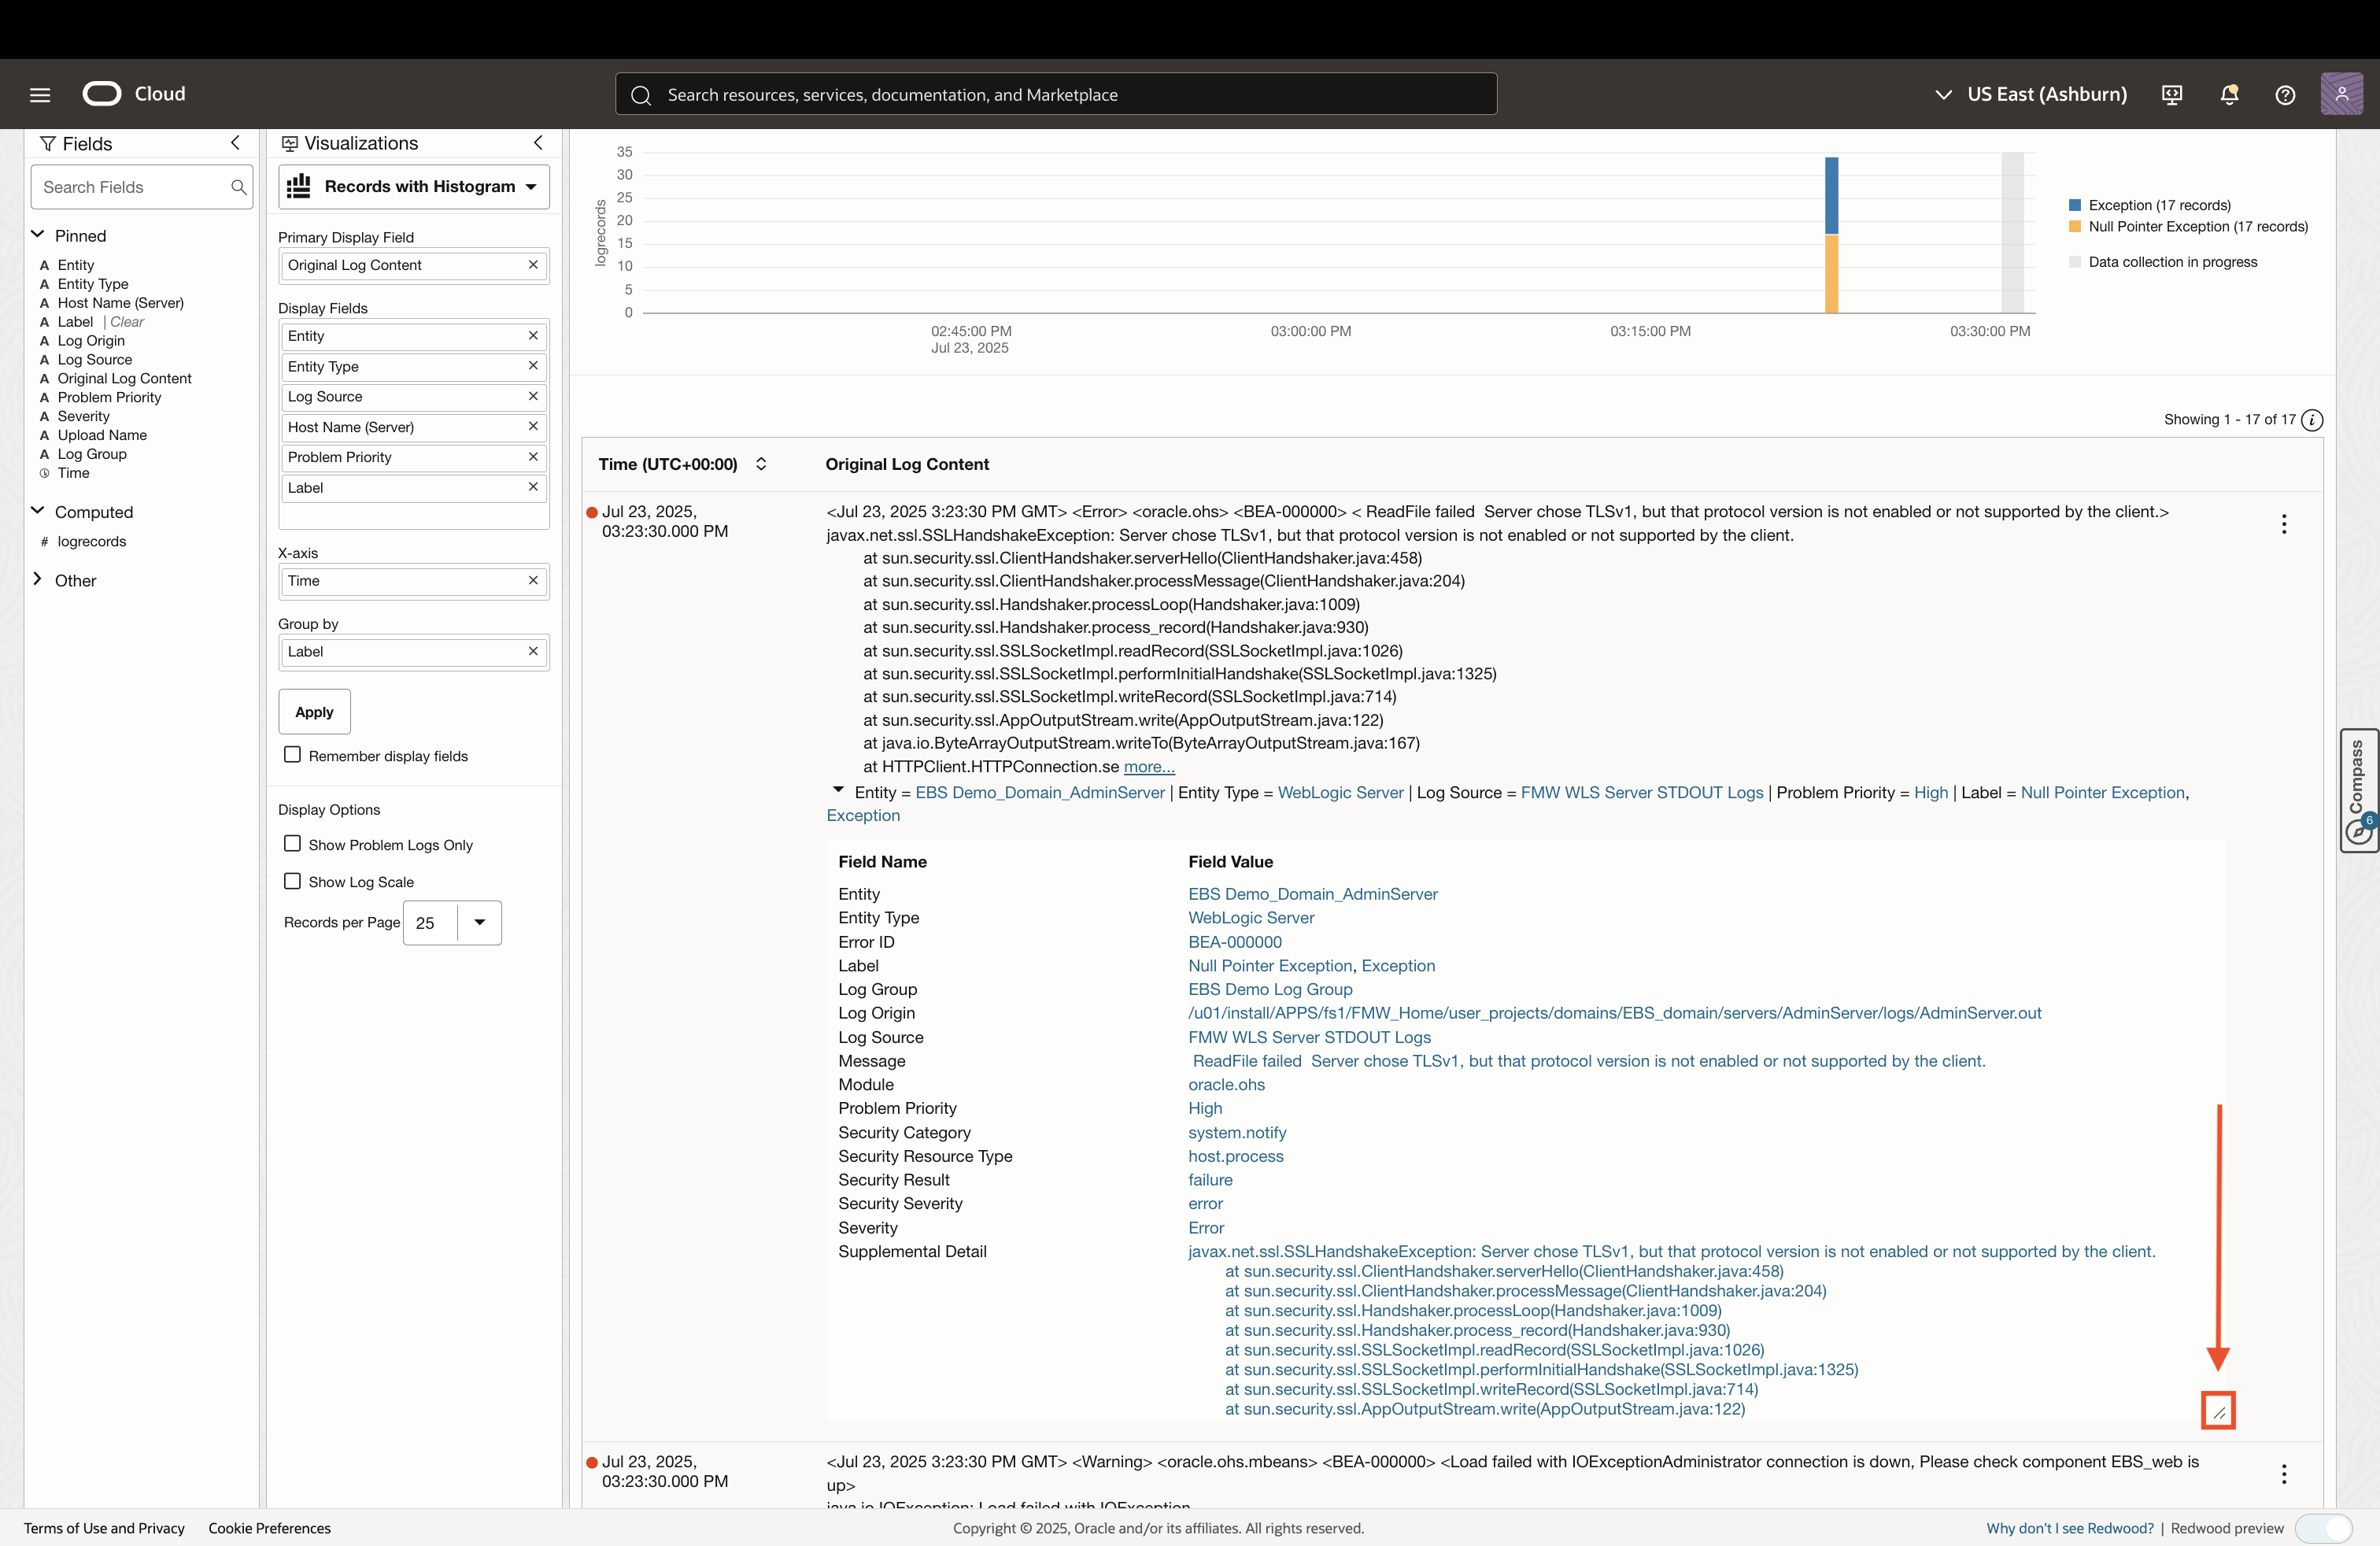 Cloud
Search resources, services, documentation, and Marketplace
US East (Ashburn)
Fields
Search Fields
Pinned
A Entity
A Entity Type
A Host Name (Server)
A Label | Clear
A Log Origin
A Log Source
A Original Log Content
A Problem Priority
A Severity
A Upload Name
A Log Group
Time
Computed
# logrecords
Other
Visualizations
Records with Histogram
Primary Display Field
Original Log Content
Display Fields
Entity
Entity Type
Log Source
Host Name (Server)
Problem Priority
Label
X-axis
Time
Group by
Label
Apply
Remember display fields
Display Options
Show Problem Logs Only
Show Log Scale
Records per Page 25
logrecords
35
30
25
20
15
10
5
0
02:45:00 PM
Jul 23, 2025
03:00:00 PM
03:15:00 PM
03:30:00 PM
Exception (17 records)
Null Pointer Exception (17 records)
Data collection in progress
Showing 1 - 17 of 17
Time (UTC+00:00) Original Log Content
Jul 23, 2025,
03:23:30.000 PM
<Jul 23, 2025 3:23:30 PM GMT> <Error> <oracle.ohs> <BEA-000000> < ReadFile failed  Server chose TLSv1, but that protocol version is not enabled or not supported by the client.>
javax.net.ssl.SSLHandshakeException: Server chose TLSv1, but that protocol version is not enabled or not supported by the client.
at sun.security.ssl.ClientHandshaker.serverHello(ClientHandshaker.java:458)
at sun.security.ssl.ClientHandshaker.processMessage(ClientHandshaker.java:204)
at sun.security.ssl.Handshaker.processLoop(Handshaker.java:1009)
at sun.security.ssl.Handshaker.process_record(Handshaker.java:930)
at sun.security.ssl.SSLSocketImpl.readRecord(SSLSocketImpl.java:1026)
at sun.security.ssl.SSLSocketImpl.performInitialHandshake(SSLSocketImpl.java:1325)
at sun.security.ssl.SSLSocketImpl.writeRecord(SSLSocketImpl.java:714)
at sun.security.ssl.AppOutputStream.write(AppOutputStream.java:122)
at java.io.ByteArrayOutputStream.writeTo(ByteArrayOutputStream.java:167)
at HTTPClient.HTTPConnection.se more...
Entity = EBS Demo_Domain_AdminServer | Entity Type = WebLogic Server | Log Source = FMW WLS Server STDOUT Logs | Problem Priority = High | Label = Null Pointer Exception,
Exception
Field Name Field Value
Entity EBS Demo_Domain_AdminServer
Entity Type WebLogic Server
Error ID BEA-000000
Label Null Pointer Exception, Exception
Log Group EBS Demo Log Group
Log Origin /u01/install/APPS/fs1/FMW_Home/user_projects/domains/EBS_domain/servers/AdminServer/logs/AdminServer.out
Log Source FMW WLS Server STDOUT Logs
Message ReadFile failed  Server chose TLSv1, but that protocol version is not enabled or not supported by the client.
Module oracle.ohs
Problem Priority High
Security Category system.notify
Security Resource Type host.process
Security Result failure
Security Severity error
Severity Error
Supplemental Detail javax.net.ssl.SSLHandshakeException: Server chose TLSv1, but that protocol version is not enabled or not supported by the client.
at sun.security.ssl.ClientHandshaker.serverHello(ClientHandshaker.java:458)
at sun.security.ssl.ClientHandshaker.processMessage(ClientHandshaker.java:204)
at sun.security.ssl.Handshaker.processLoop(Handshaker.java:1009)
at sun.security.ssl.Handshaker.process_record(Handshaker.java:930)
at sun.security.ssl.SSLSocketImpl.readRecord(SSLSocketImpl.java:1026)
at sun.security.ssl.SSLSocketImpl.performInitialHandshake(SSLSocketImpl.java:1325)
at sun.security.ssl.SSLSocketImpl.writeRecord(SSLSocketImpl.java:714)
at sun.security.ssl.AppOutputStream.write(AppOutputStream.java:122)
Jul 23, 2025,
03:23:30.000 PM
<Jul 23, 2025 3:23:30 PM GMT> <Warning> <oracle.ohs.mbeans> <BEA-000000> <Load failed with IOExceptionAdministrator connection is down, Please check component EBS_web is
up>
java.io.IOException: Load failed with IOException
Compass
6
Terms of Use and Privacy
Cookie Preferences
Copyright © 2025, Oracle and/or its affiliates. All rights reserved.
Why don't I see Redwood? | Redwood preview